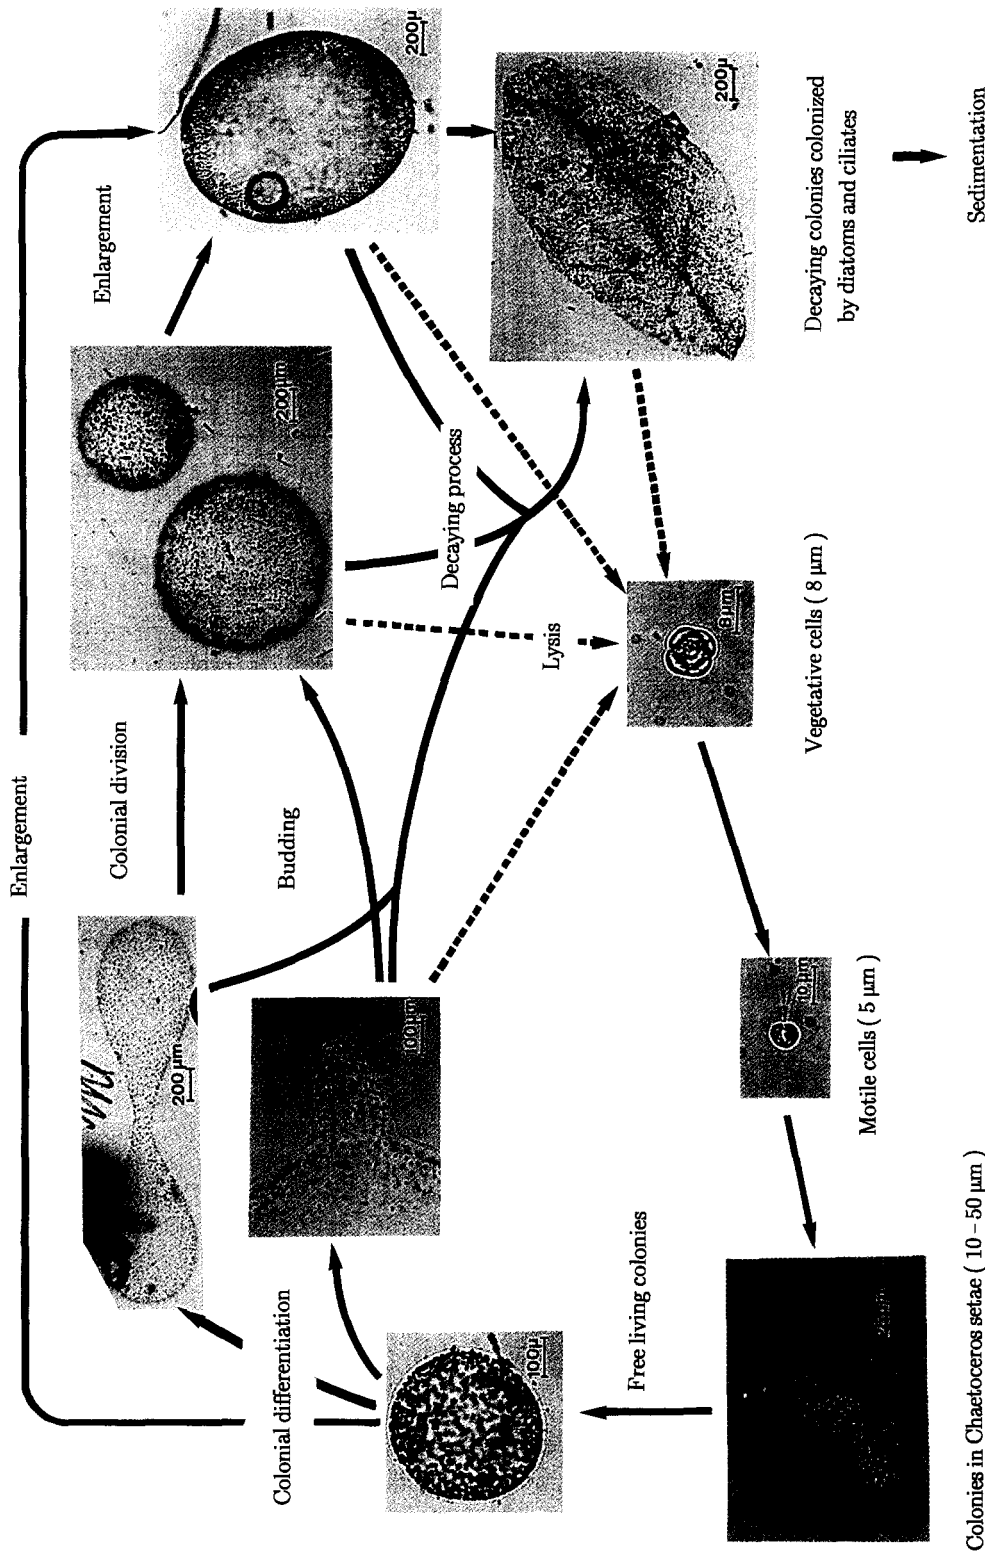 Enlargement
Colonial division
Enlargement
Budding
Colonial differentiation
Decaying process
Lysis
Free living colonies
200 µm
100µm
100µ
200µm
200µ
200µ
8µm
10µm
Vegetative cells ( 8 µm )
Motile cells ( 5 µm )
Colonies in Chaetoceros setae ( 10 – 50 µm )
Decaying colonies colonized
by diatoms and ciliates
Sedimentation